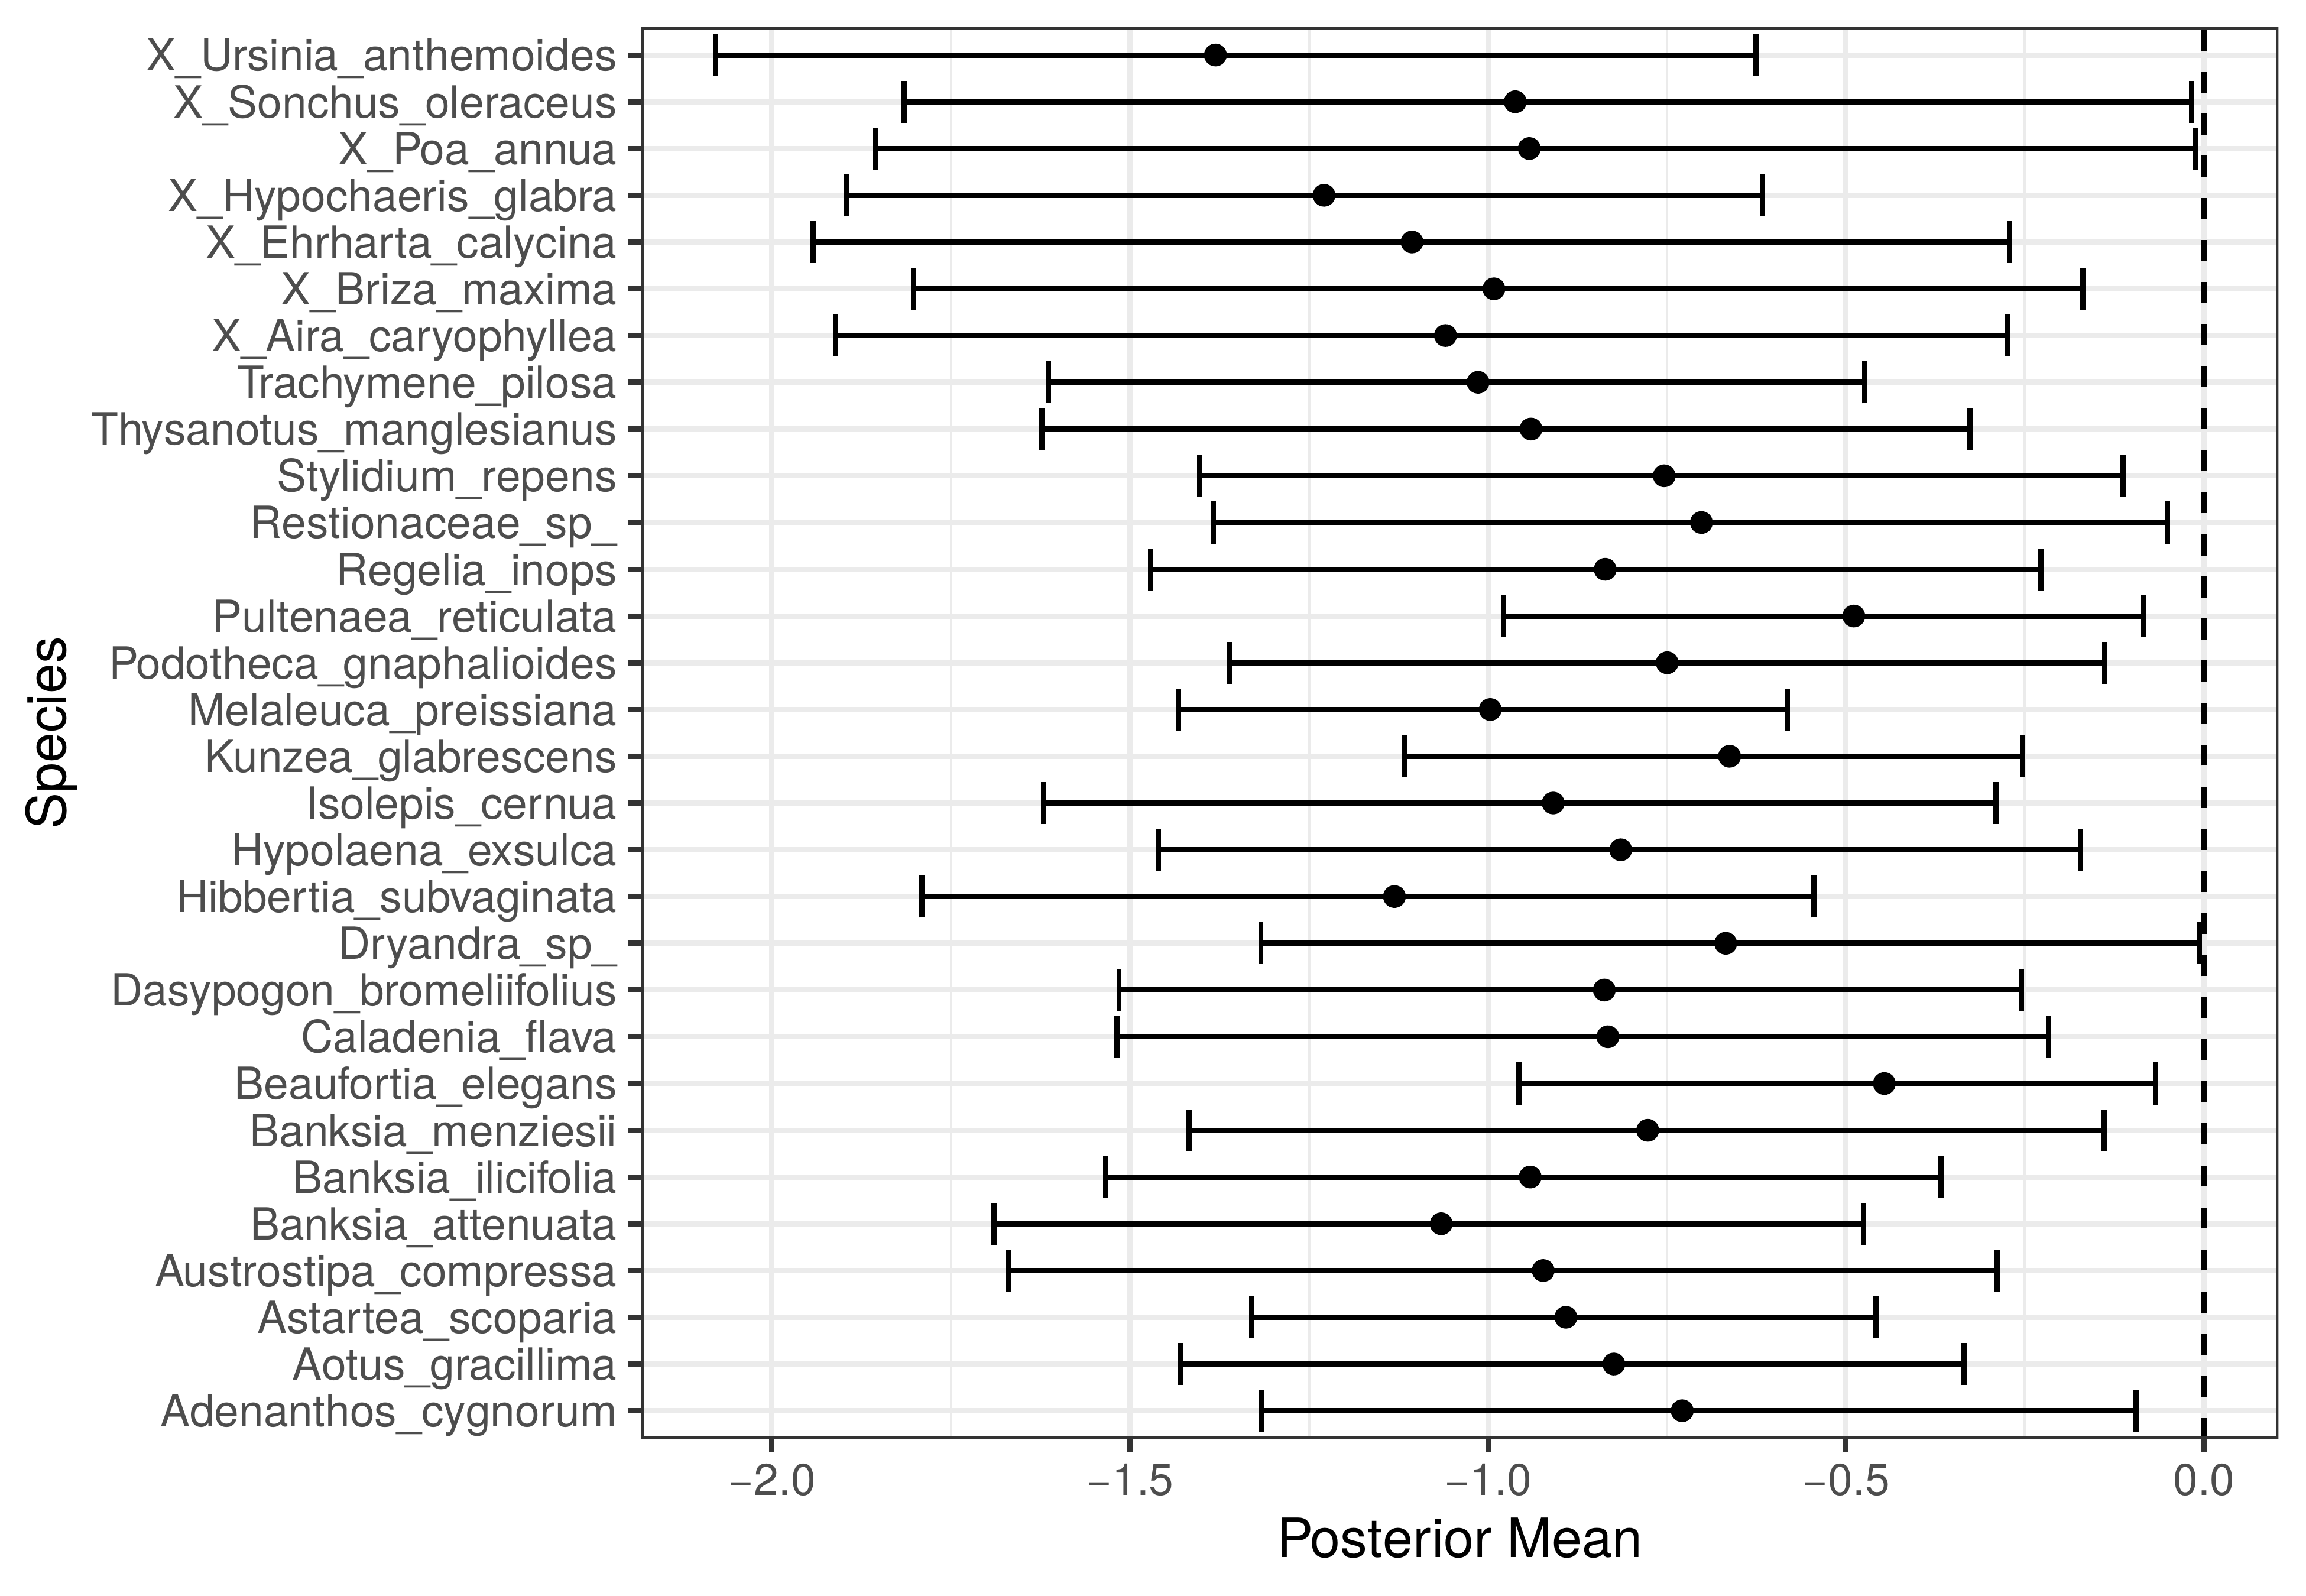 X_Ursinia_anthemoides
X_Sonchus_oleraceus
X_Poa_annua
X_Hypochaeris_glabra
X_Ehrharta_calycina
X_Briza_maxima
X_Aira_caryophyllea
Trachymene_pilosa
Thysanotus_manglesianus
Stylidium_repens
Restionaceae_sp_
Regelia_inops
Pultenaea_reticulata
Podotheca_gnaphalioides
Melaleuca_preissiana
Kunzea_glabrescens
Isolepis_cernua
Hypolaena_exsulca
Hibbertia_subvaginata
Dryandra_sp_
Dasypogon_bromeliifolius
Caladenia_flava
Beaufortia_elegans
Banksia_menziesii
Banksia_ilicifolia
Banksia_attenuata
Austrostipa_compressa
Astartea_scoparia
Aotus_gracillima
Adenanthos_cygnorum
Species
−2.0 −1.5 −1.0 −0.5 0.0
Posterior Mean